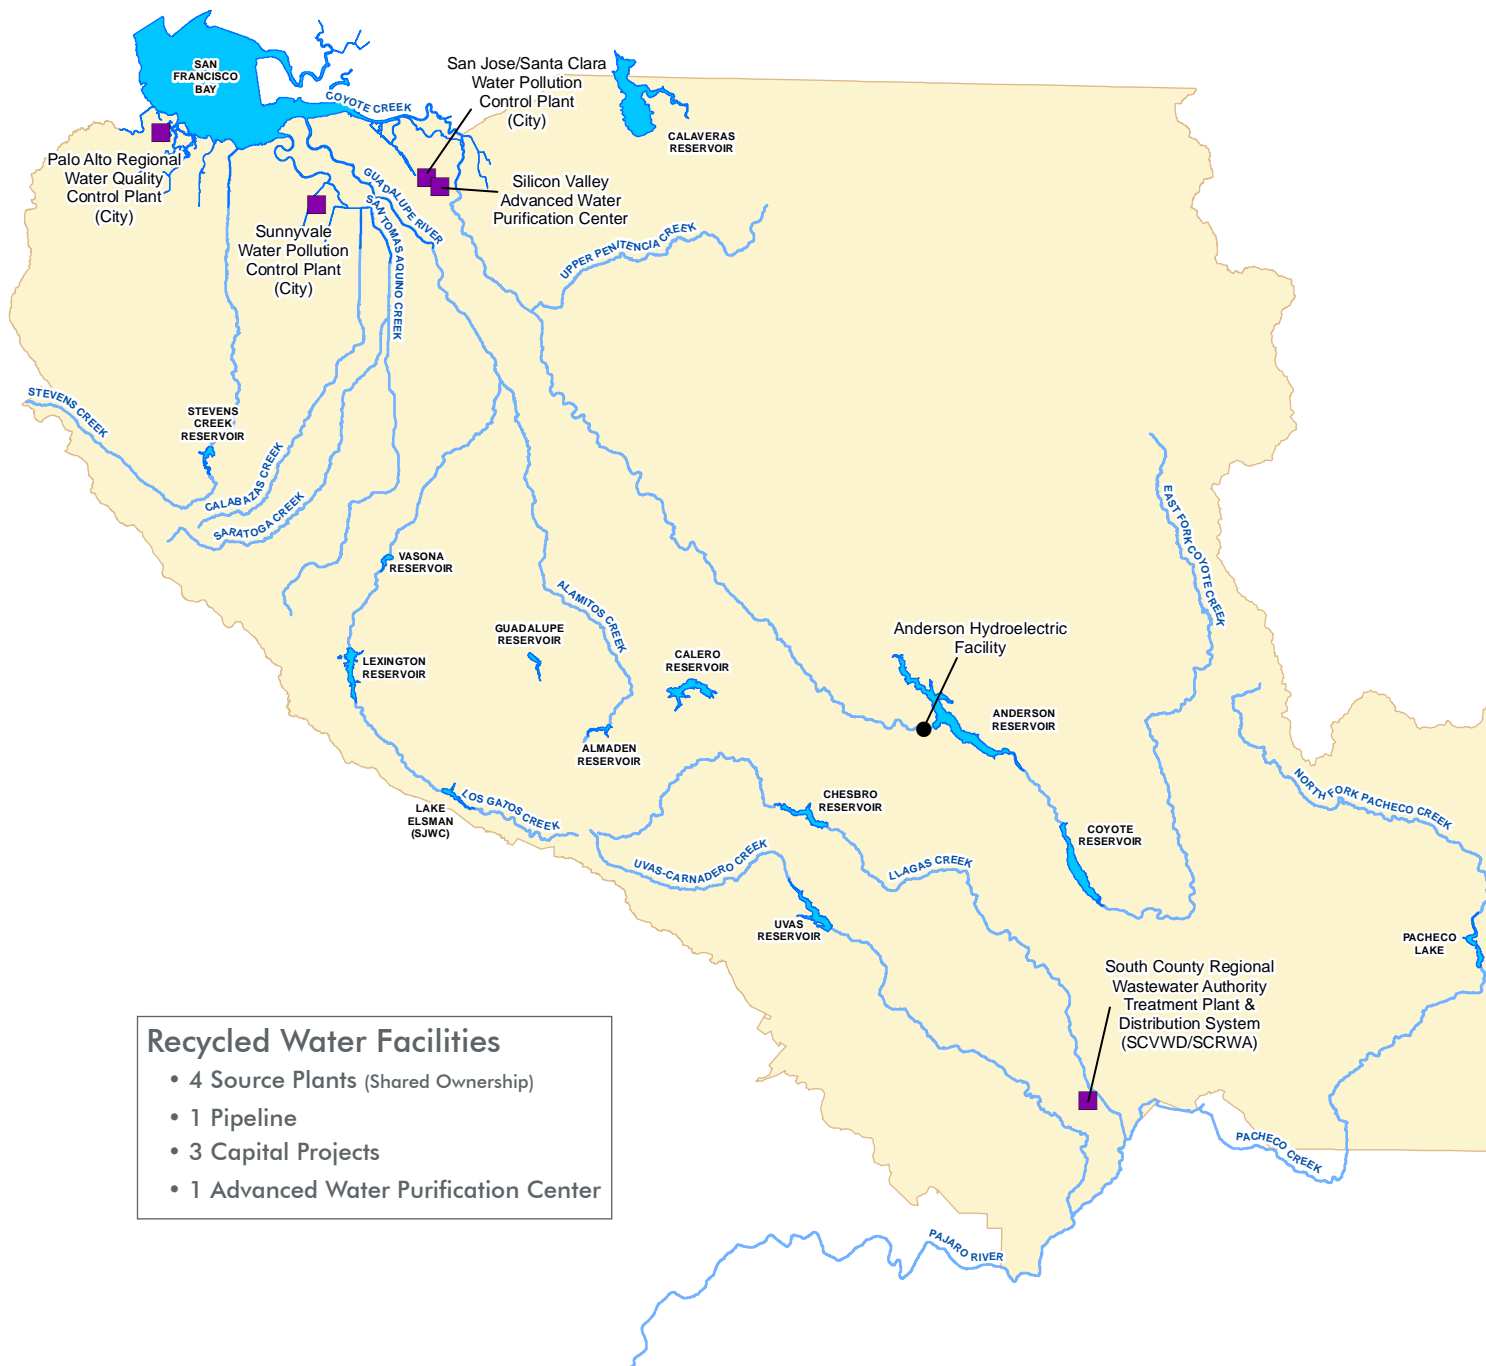 SAN
FRANCISCO
BAY
COYOTE CREEK
San Jose/Santa Clara
Water Pollution
Control Plant
(City)
CALAVERAS
RESERVOIR
Palo Alto Regional
Water Quality
Control Plant
(City)
GUADALUPE RIVER
Silicon Valley
Advanced Water
Purification Center
SAN TOMAS AQUINO CREEK
Sunnyvale
Water Pollution
Control Plant
(City)
UPPER PENITENCIA CREEK
STEVENS CREEK
STEVENS
CREEK
RESERVOIR
CALABAZAS CREEK
SARATOGA CREEK
EAST FORK COYOTE CREEK
VASONA
RESERVOIR
ALAMITOS CREEK
GUADALUPE
RESERVOIR
LEXINGTON
RESERVOIR
CALERO
RESERVOIR
Anderson Hydroelectric
Facility
ANDERSON
RESERVOIR
ALMADEN
RESERVOIR
NORTH FORK PACHECO CREEK
LAKE
ELSMAN
(SJWC)
LOS GATOS CREEK
CHESBRO
RESERVOIR
COYOTE
RESERVOIR
UVAS-CARNADERO CREEK
LLAGAS CREEK
UVAS
RESERVOIR
PACHECO
LAKE
South County Regional
Wastewater Authority
Treatment Plant &
Distribution System
(SCVWD/SCRWA)
PACHECO CREEK
PAJARO RIVER
Recycled Water Facilities
• 4 Source Plants (Shared Ownership)
• 1 Pipeline
• 3 Capital Projects
• 1 Advanced Water Purification Center